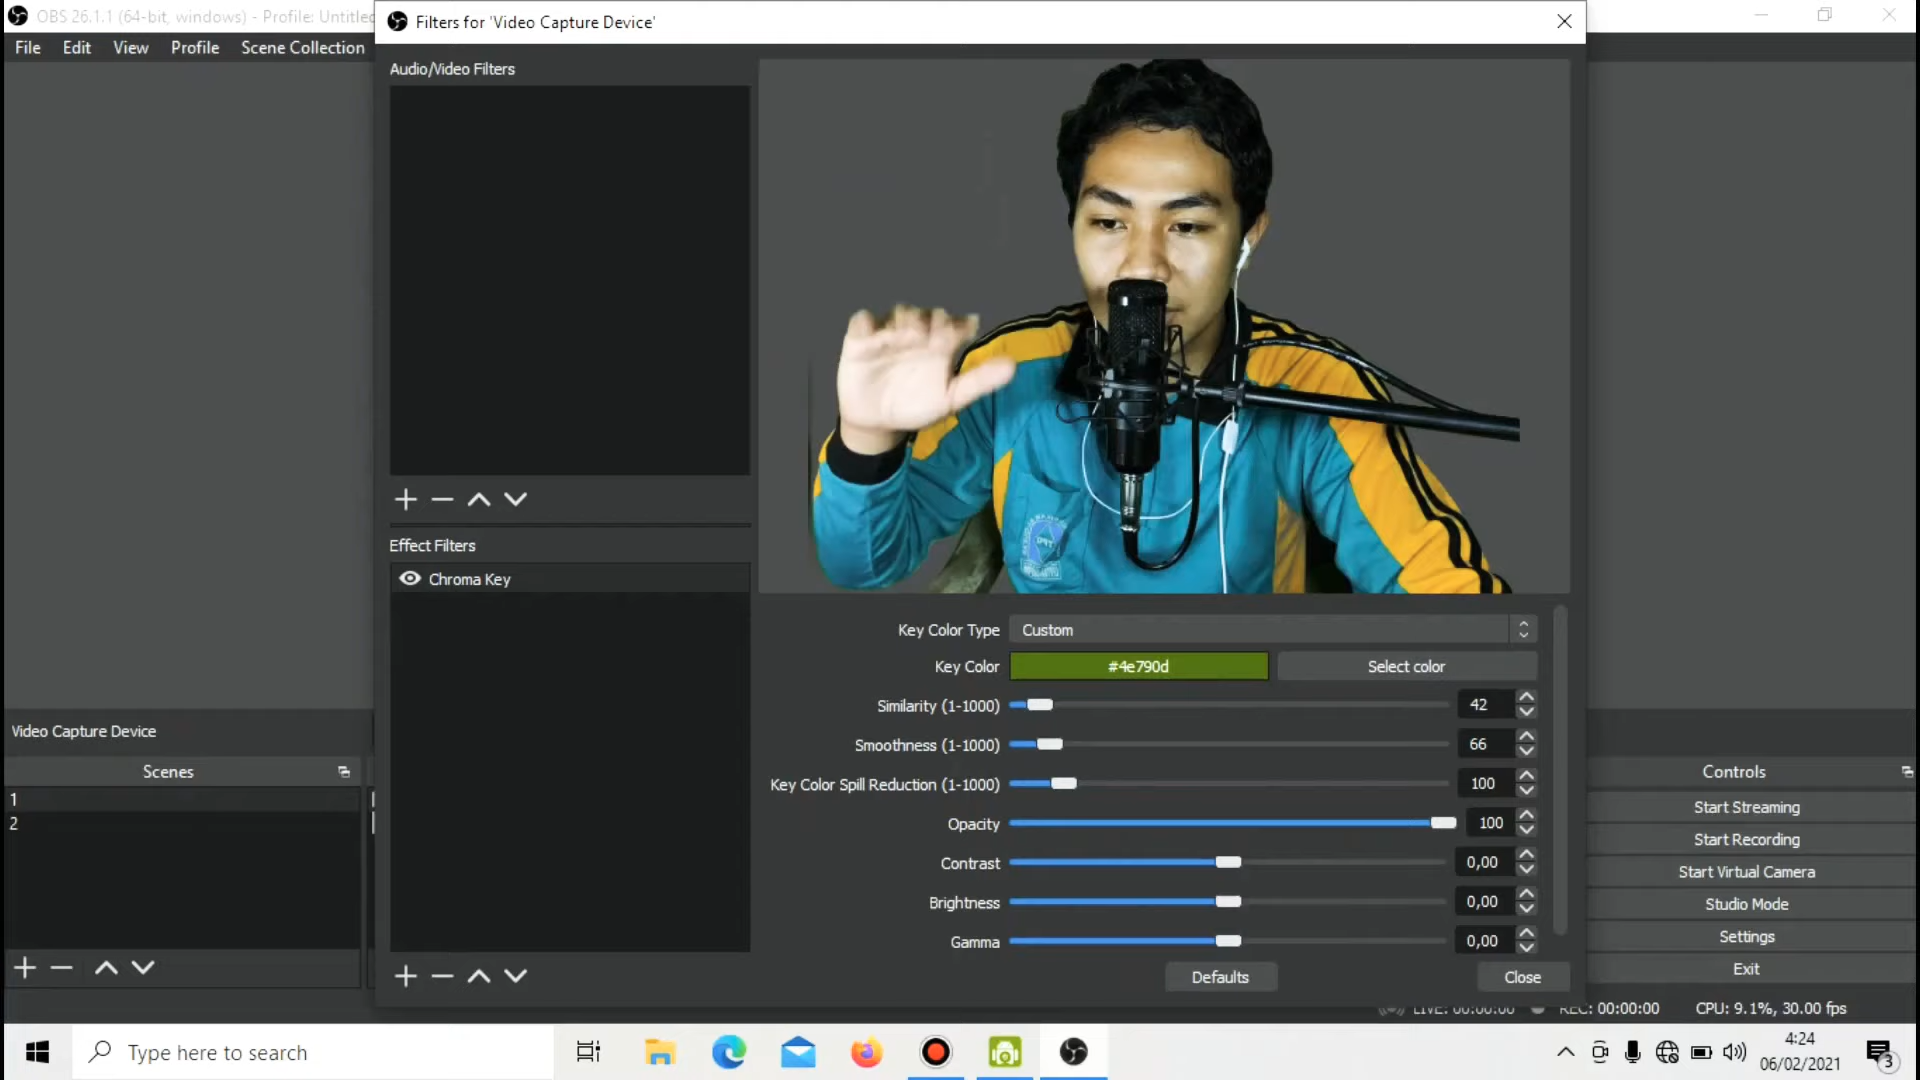 OBS 26.1.1 (64-bit, windows) - Profile: Untitled
Filters for 'Video Capture Device'
File Edit View Profile Scene Collection
Audio/Video Filters
Effect Filters
Chroma Key
Key Color Type Custom
Key Color #4e790d Select color
Similarity (1-1000) 42
Smoothness (1-1000) 66
Key Color Spill Reduction (1-1000) 100
Opacity 100
Contrast 0,00
Brightness 0,00
Gamma 0,00
Defaults Close
Video Capture Device
Scenes
1
2
Controls
Start Streaming
Start Recording
Start Virtual Camera
Studio Mode
Settings
Exit
LIVE: 00:00:00 REC: 00:00:00 CPU: 9.1%, 30.00 fps
Type here to search
4:24
06/02/2021
3